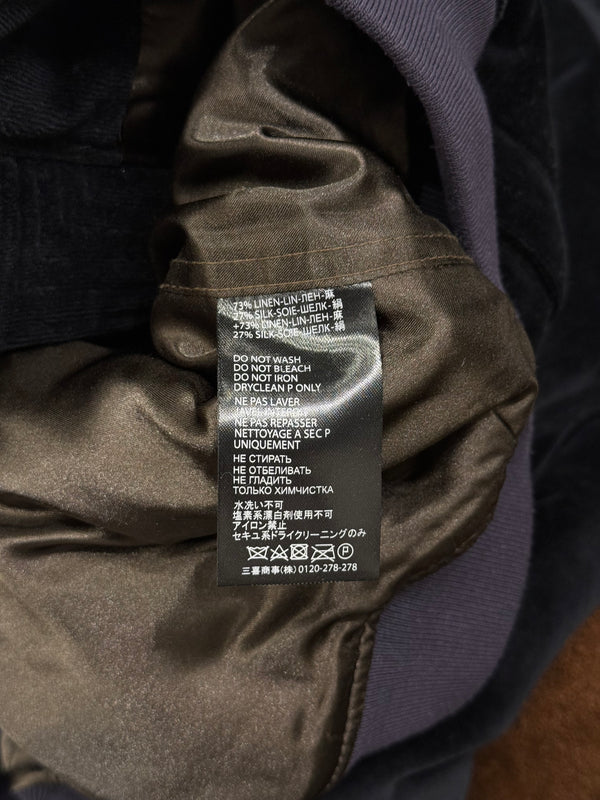 73% LINEN-LIN-ЛЕН-麻
27% SILK-SOIE-ШЕЛК-絹
+73% LINEN-LIN-ЛЕН-麻
27% SILK-SOIE-ШЕЛК-絹
DO NOT WASH
DO NOT BLEACH
DO NOT IRON
DRYCLEAN P ONLY
NE PAS LAVER
JAVEL INTERDIT
NE PAS REPASSER
NETTOYAGE A SEC P
UNIQUEMENT
НЕ СТИРАТЬ
НЕ ОТБЕЛИВАТЬ
НЕ ГЛАДИТЬ
ТОЛЬКО ХИМЧИСТКА
水洗い不可
塩素系漂白剤使用不可
アイロン禁止
セキユ系ドライクリーニングのみ
P
三喜商事(株) 0120-278-278